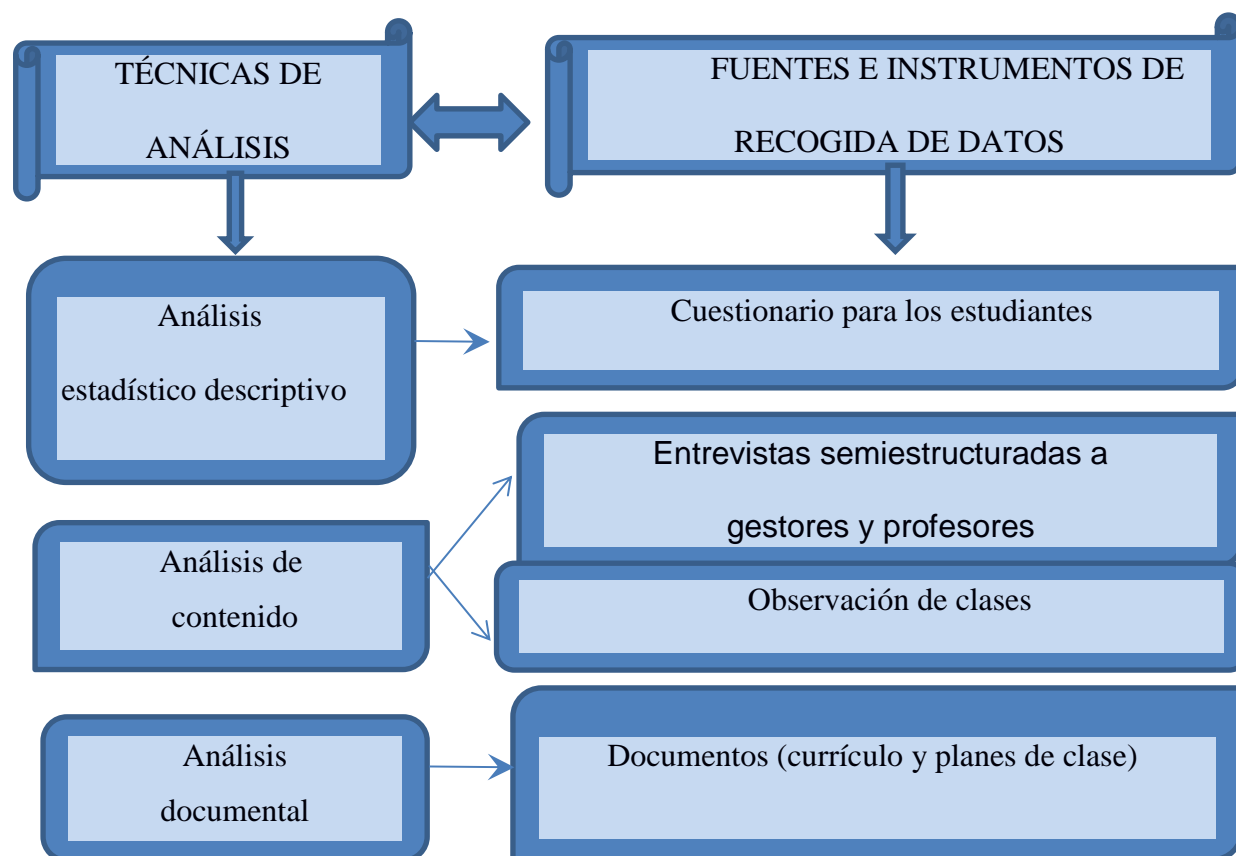 TÉCNICAS DE
ANÁLISIS
FUENTES E INSTRUMENTOS DE
RECOGIDA DE DATOS
Análisis
estadístico descriptivo
Cuestionario para los estudiantes
Entrevistas semiestructuradas a
gestores y profesores
Análisis de
contenido
Observación de clases
Análisis
documental
Documentos (currículo y planes de clase)